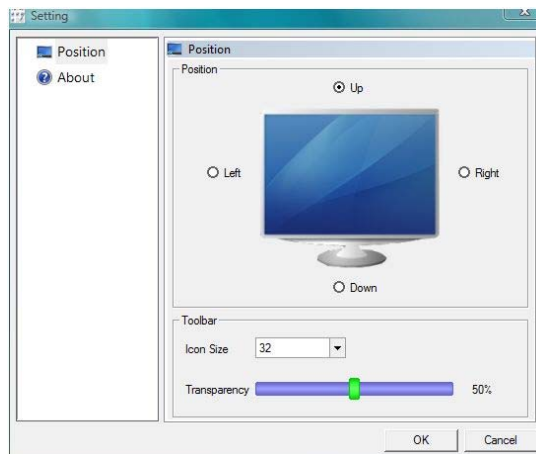 Setting
Position
About
Position
Position
Up
Left
Right
Down
Toolbar
Icon Size 32
Transparency 50%
OK Cancel